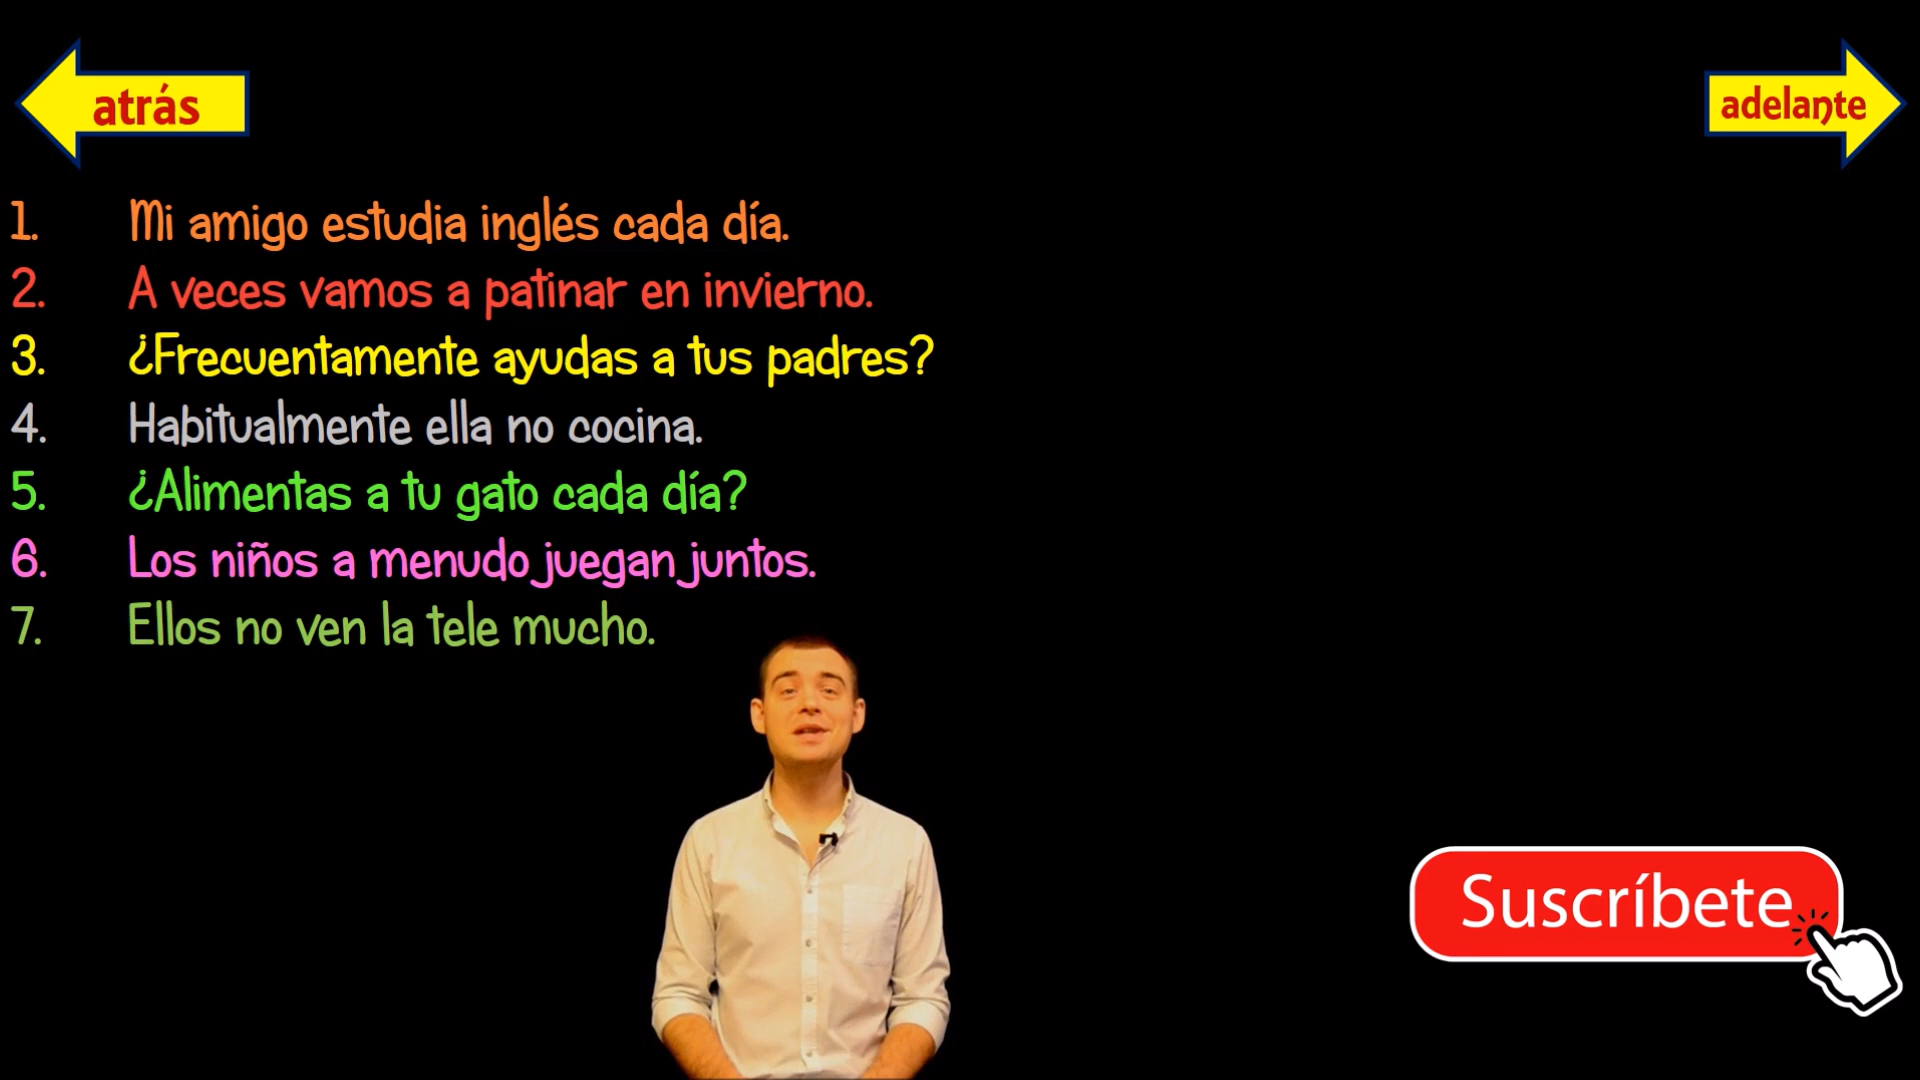 atrás
adelante
1. Mi amigo estudia inglés cada día.
2. A veces vamos a patinar en invierno.
3. ¿Frecuentamente ayudas a tus padres?
4. Habitualmente ella no cocina.
5. ¿Alimentas a tu gato cada día?
6. Los niños a menudo juegan juntos.
7. Ellos no ven la tele mucho.
Suscríbete